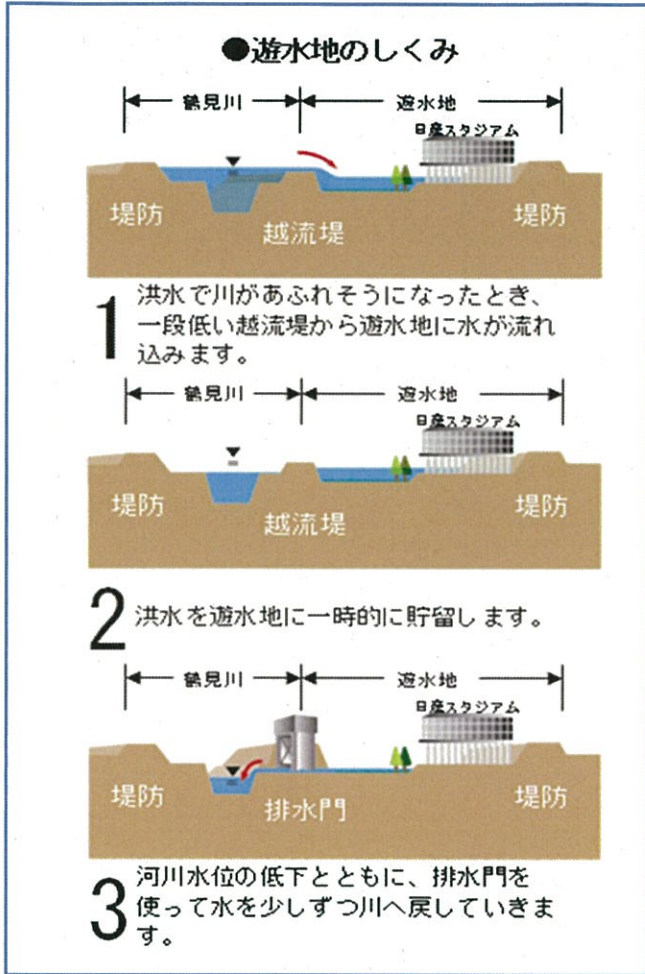 ●遊水地のしくみ
鶴見川 遊水地
日産スタジアム
堤防 越流堤 堤防
1 洪水で川があふれそうになったとき、
一段低い越流堤から遊水地に水が流れ
込みます。
鶴見川 遊水地
日産スタジアム
堤防 越流堤 堤防
2 洪水を遊水地に一時的に貯留します。
鶴見川 遊水地
日産スタジアム
堤防 排水門 堤防
3 河川水位の低下とともに、排水門を
使って水を少しずつ川へ戻していきま
す。